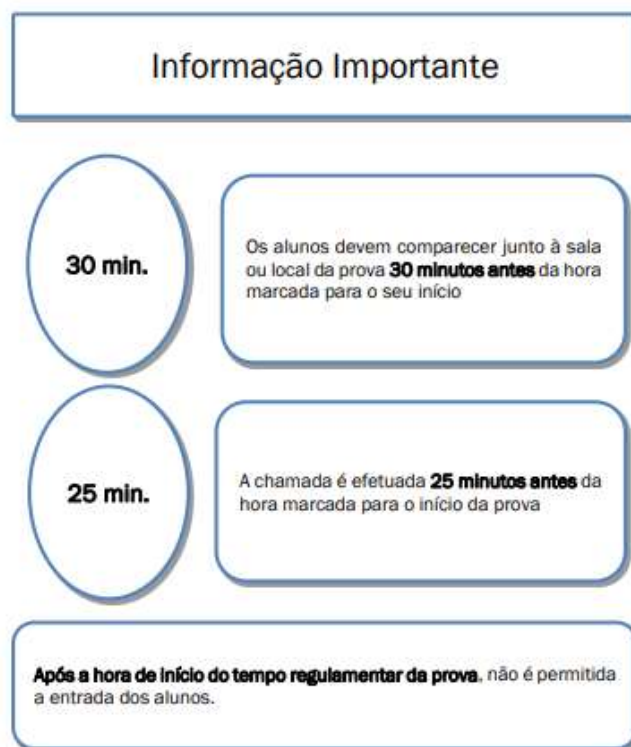 Informação Importante
30 min.
Os alunos devem comparecer junto à sala
ou local da prova 30 minutos antes da hora
marcada para o seu início
25 min.
A chamada é efetuada 25 minutos antes da
hora marcada para o início da prova
Após a hora de início do tempo regulamentar da prova, não é permitida
a entrada dos alunos.